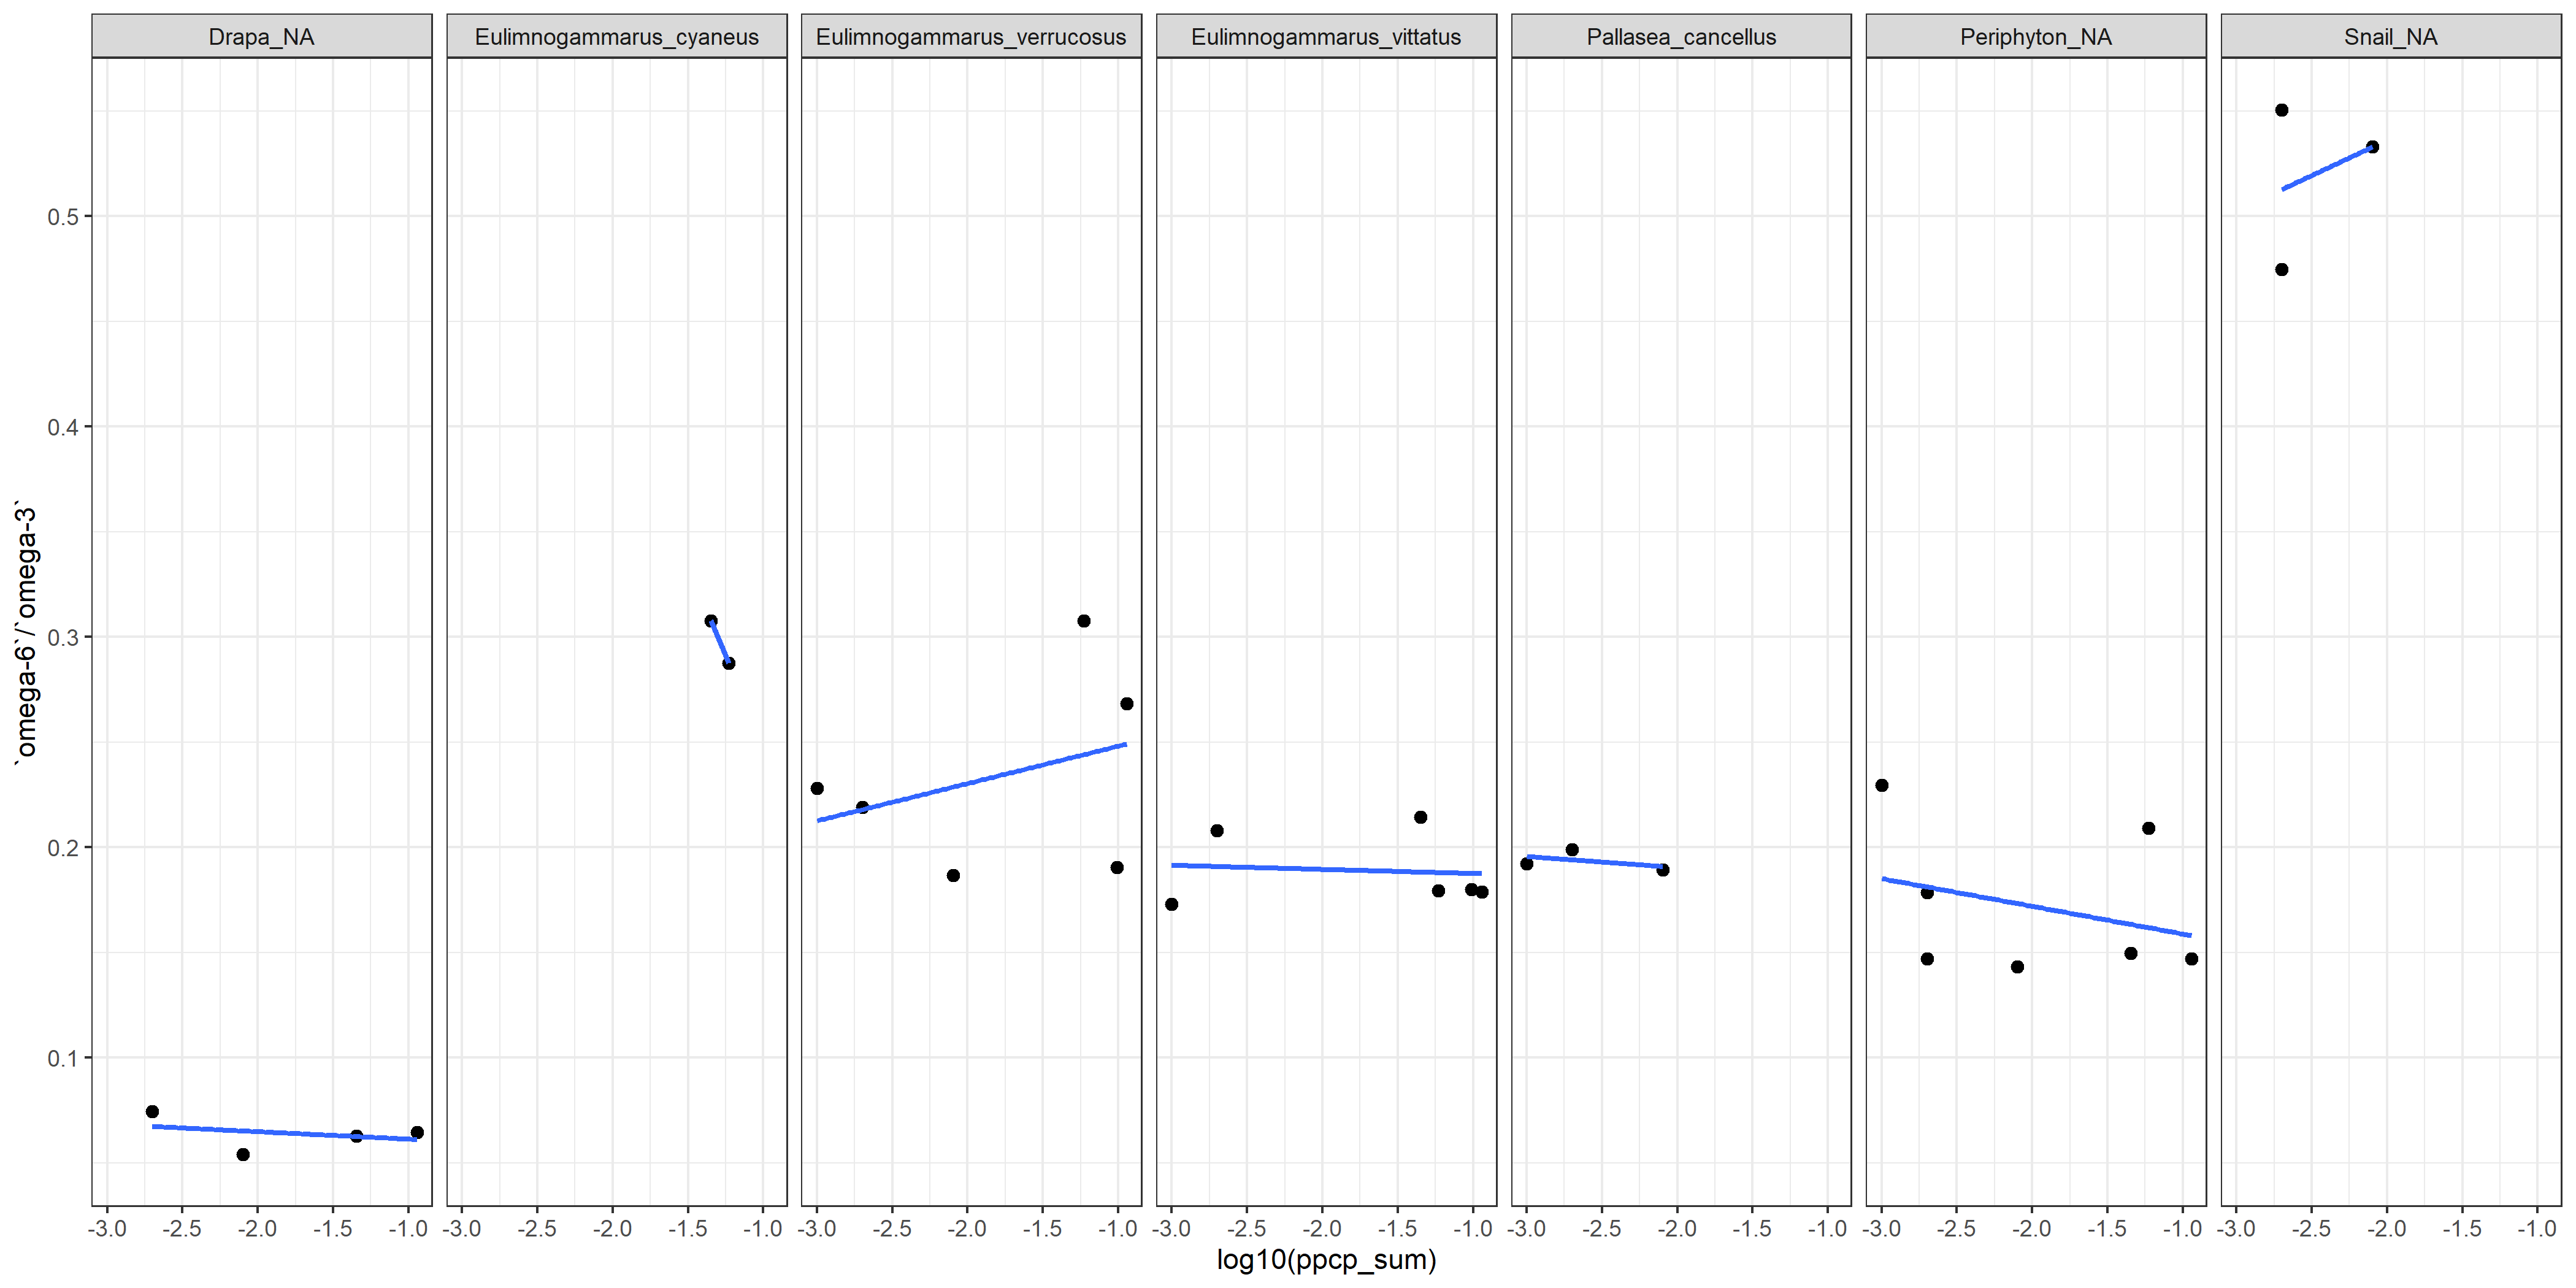 Drapa_NA Eulimnogammarus_cyaneus Eulimnogammarus_verrucosus Eulimnogammarus_vittatus Pallasea_cancellus Periphyton_NA Snail_NA
`omega-6`/`omega-3`
0.5
0.4
0.3
0.2
0.1
-3.0 -2.5 -2.0 -1.5 -1.0 -3.0 -2.5 -2.0 -1.5 -1.0 -3.0 -2.5 -2.0 -1.5 -1.0 -3.0 -2.5 -2.0 -1.5 -1.0 -3.0 -2.5 -2.0 -1.5 -1.0 -3.0 -2.5 -2.0 -1.5 -1.0 -3.0 -2.5 -2.0 -1.5 -1.0
log10(ppcp_sum)